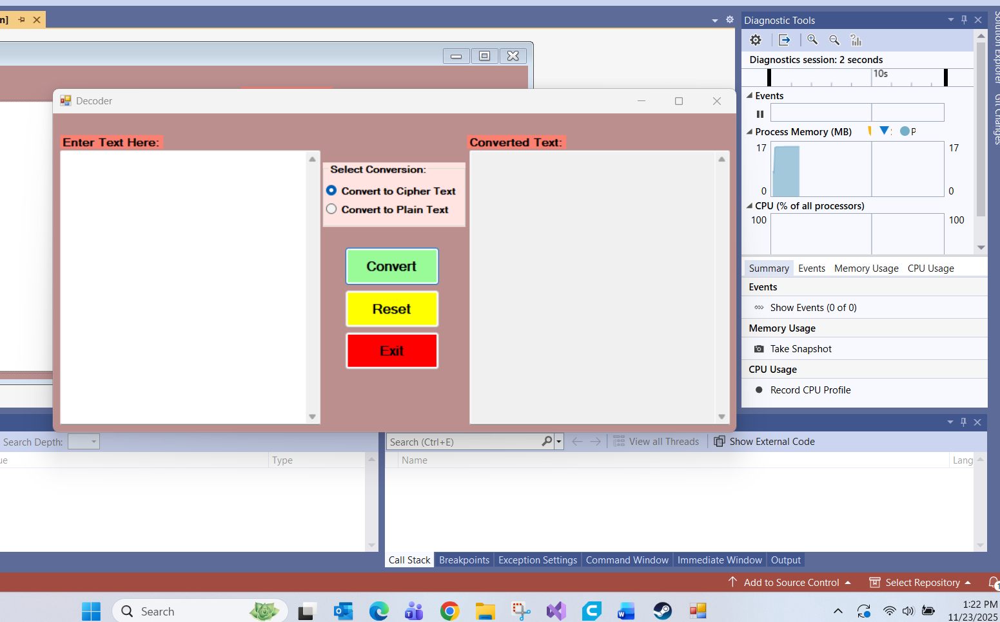 n]
Diagnostic Tools
Diagnostics session: 2 seconds
10s
Events
Process Memory (MB)
P
17
17
0
0
CPU (% of all processors)
100
100
Summary
Events
Memory Usage
CPU Usage
Events
Show Events (0 of 0)
Memory Usage
Take Snapshot
CPU Usage
Record CPU Profile
Solution Explorer
Git Changes
Decoder
Enter Text Here:
Converted Text:
Select Conversion:
Convert to Cipher Text
Convert to Plain Text
Convert
Reset
Exit
Search Depth:
ue
Type
Search (Ctrl+E)
View all Threads
Show External Code
Name
Lang
Call Stack
Breakpoints
Exception Settings
Command Window
Immediate Window
Output
Add to Source Control
Select Repository
1
Search
1:22 PM
11/23/2025